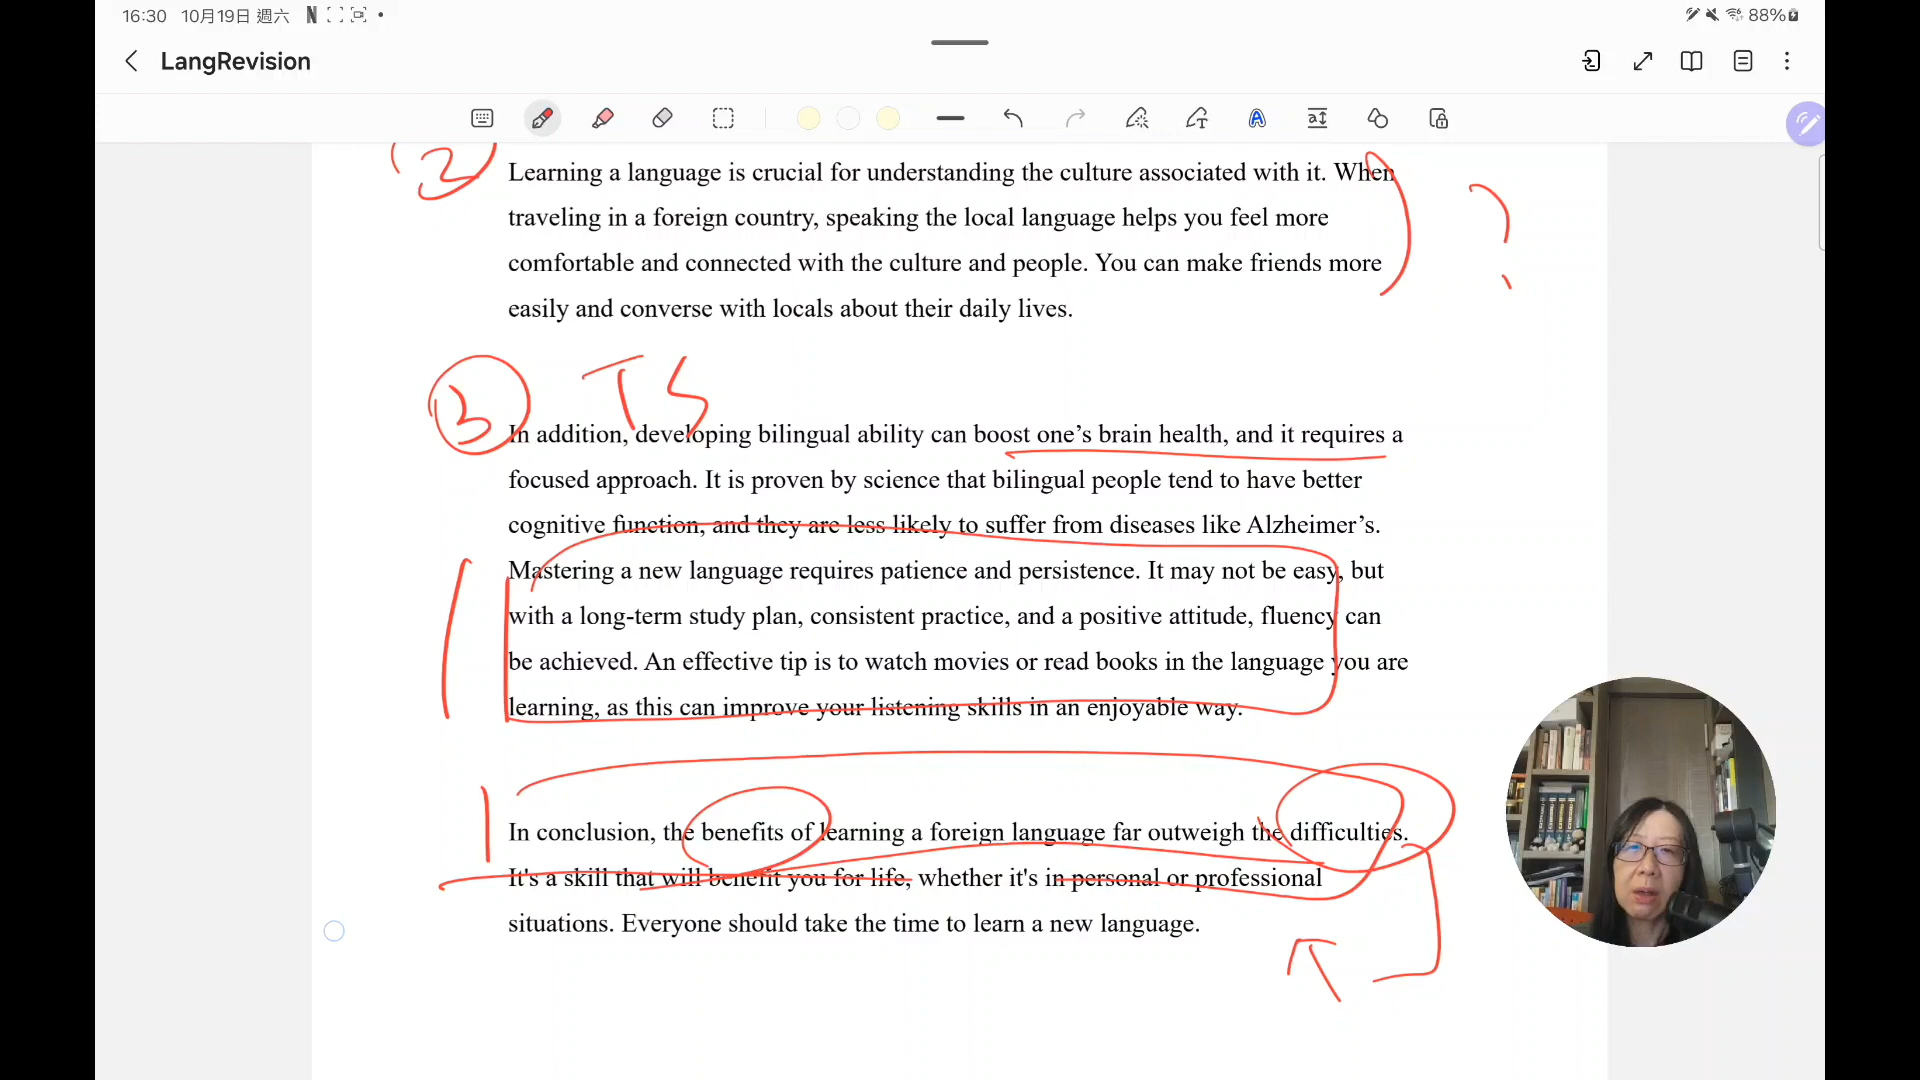 16:30 10月19日 週六 88%
LangRevision
2
Learning a language is crucial for understanding the culture associated with it. When
traveling in a foreign country, speaking the local language helps you feel more
comfortable and connected with the culture and people. You can make friends more
easily and converse with locals about their daily lives.
?
3 TS
In addition, developing bilingual ability can boost one’s brain health, and it requires a
focused approach. It is proven by science that bilingual people tend to have better
cognitive function, and they are less likely to suffer from diseases like Alzheimer’s.
Mastering a new language requires patience and persistence. It may not be easy, but
with a long-term study plan, consistent practice, and a positive attitude, fluency can
be achieved. An effective tip is to watch movies or read books in the language you are
learning, as this can improve your listening skills in an enjoyable way.
In conclusion, the benefits of learning a foreign language far outweigh the difficulties.
It's a skill that will benefit you for life, whether it's in personal or professional
situations. Everyone should take the time to learn a new language.